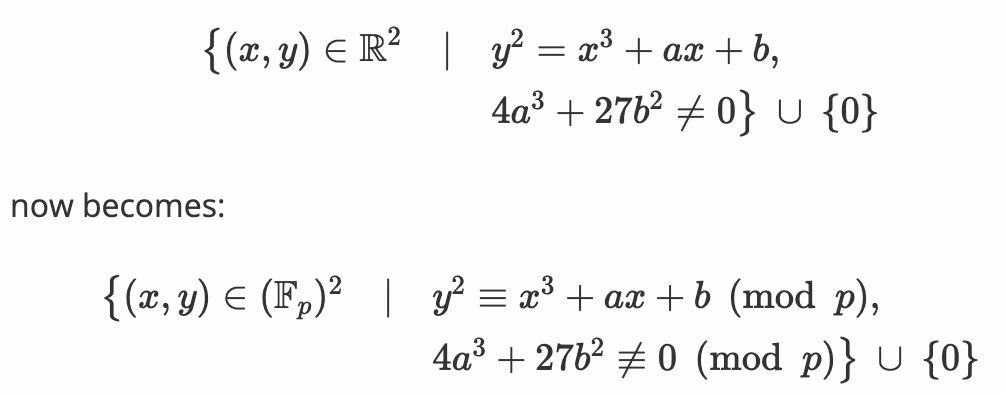 {(x, y) ∈ ℝ² | y² = x³ + ax + b,
4a³ + 27b² ≠ 0} ∪ {0}
now becomes:
{(x, y) ∈ (𝔽ₚ)² | y² ≡ x³ + ax + b (mod p),
4a³ + 27b² ≢ 0 (mod p)} ∪ {0}